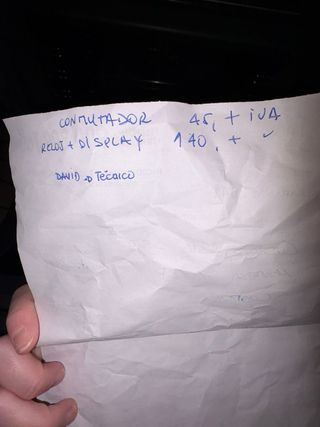 CONMUTADOR 45, + IVA
RELOJ + DISPLAY 140, + ✓
DAVID → TÉCNICO